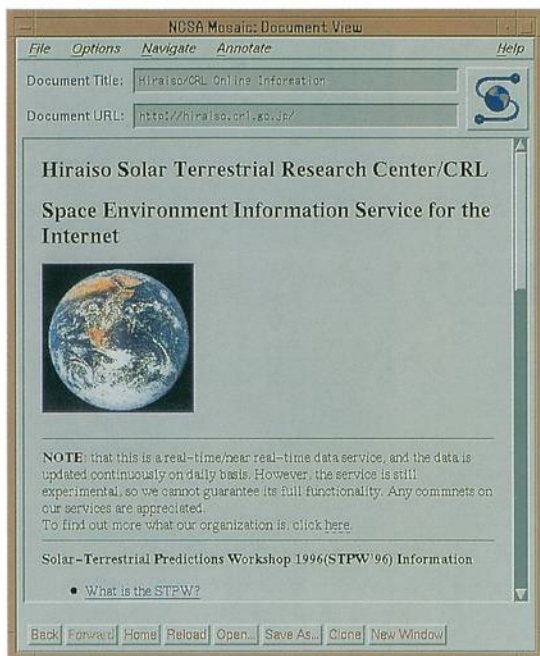 NCSA Mosaic: Document View
File Options Navigate Annotate Help
Document Title: Hiraiso/CRL Online Information
Document URL: http://hiraiso.crl.go.jp/
Hiraiso Solar Terrestrial Research Center/CRL
Space Environment Information Service for the
Internet
NOTE: that this is a real-time/near real-time data service, and the data is
updated continuously on daily basis. However, the service is still
experimental, so we cannot guarantee its full functionality. Any commnets on
our services are appreciated.
To find out more what our organization is, click here.
Solar-Terrestrial Predictions Workshop 1996(STPW'96) Information
• What is the STPW?
Back Forward Home Reload Open... Save As... Clone New Window